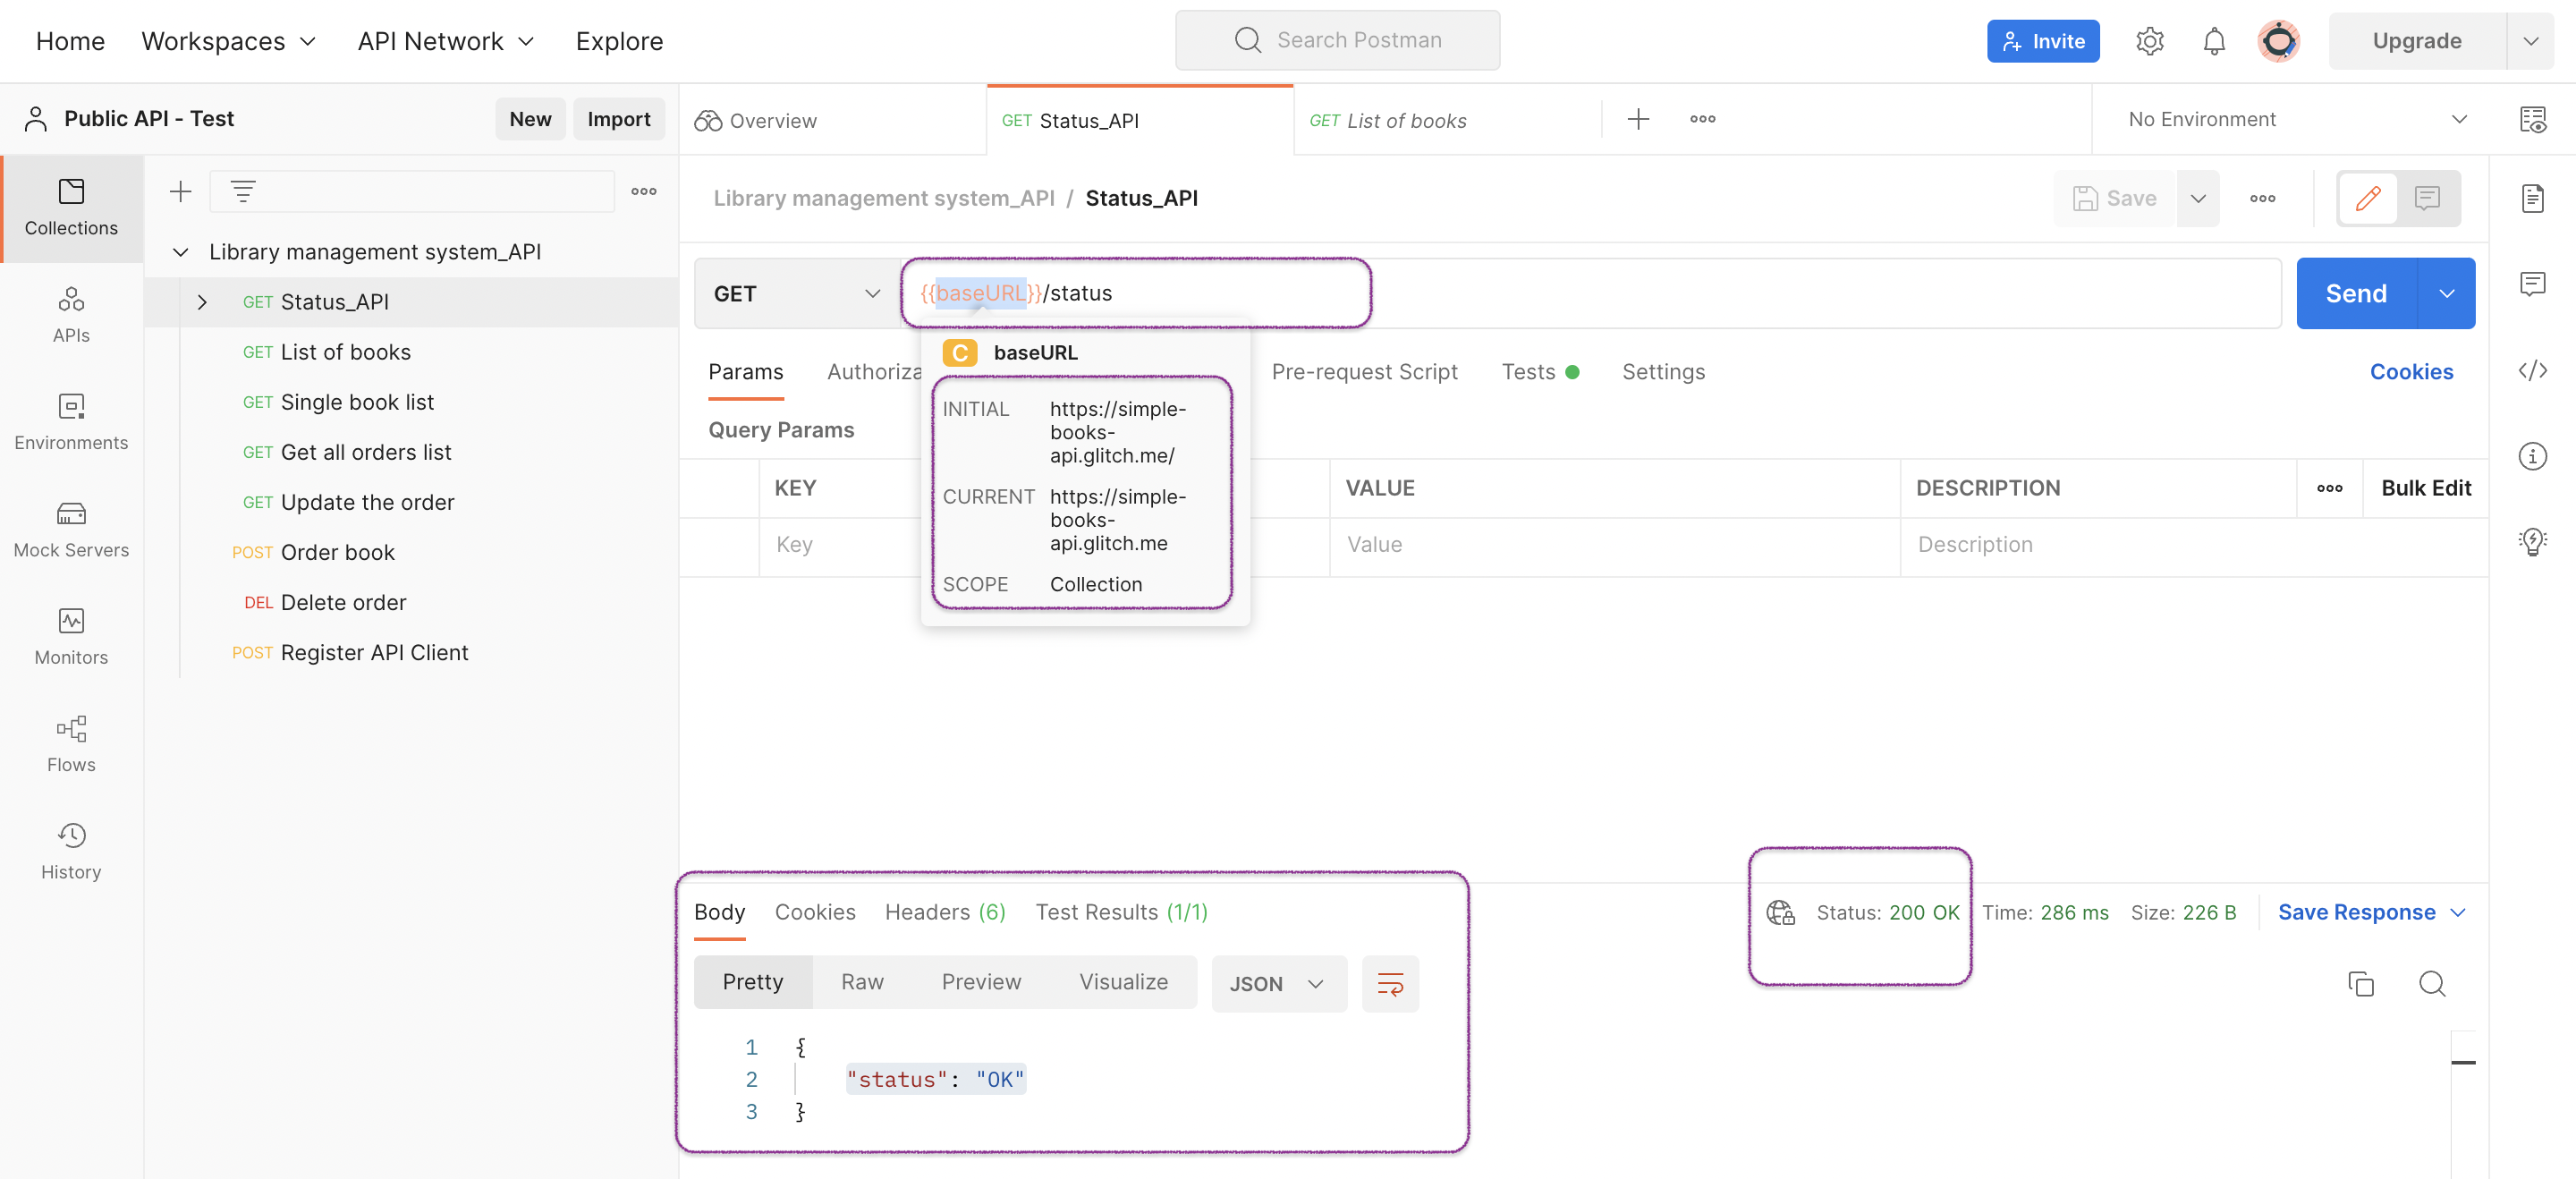 Home Workspaces API Network Explore Search Postman Invite Upgrade
Public API - Test New Import Overview GET Status_API GET List of books No Environment
Collections
APIs
Environments
Mock Servers
Monitors
Flows
History
Library management system_API
GET Status_API
GET List of books
GET Single book list
GET Get all orders list
GET Update the order
POST Order book
DEL Delete order
POST Register API Client
Library management system_API / Status_API Save
GET {{baseURL}}/status Send
C baseURL
INITIAL https://simple-
books-
api.glitch.me/
CURRENT https://simple-
books-
api.glitch.me
SCOPE Collection
Params Authoriza Pre-request Script Tests Settings Cookies
Query Params
KEY VALUE DESCRIPTION Bulk Edit
Key Value Description
Body Cookies Headers (6) Test Results (1/1) Status: 200 OK Time: 286 ms Size: 226 B Save Response
Pretty Raw Preview Visualize JSON
1 {
2 "status": "OK"
3 }